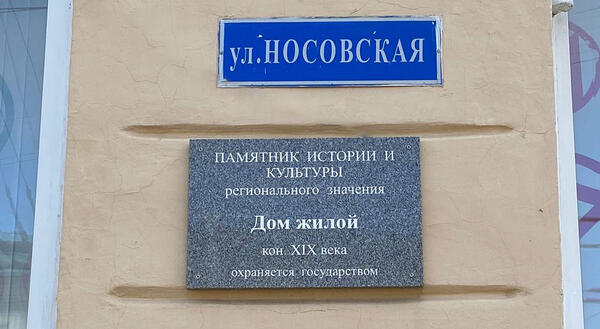 ул.НОСОВСКАЯ
ПАМЯТНИК ИСТОРИИ И
КУЛЬТУРЫ
регионального значения
Дом жилой
кон. XIX века
охраняется государством